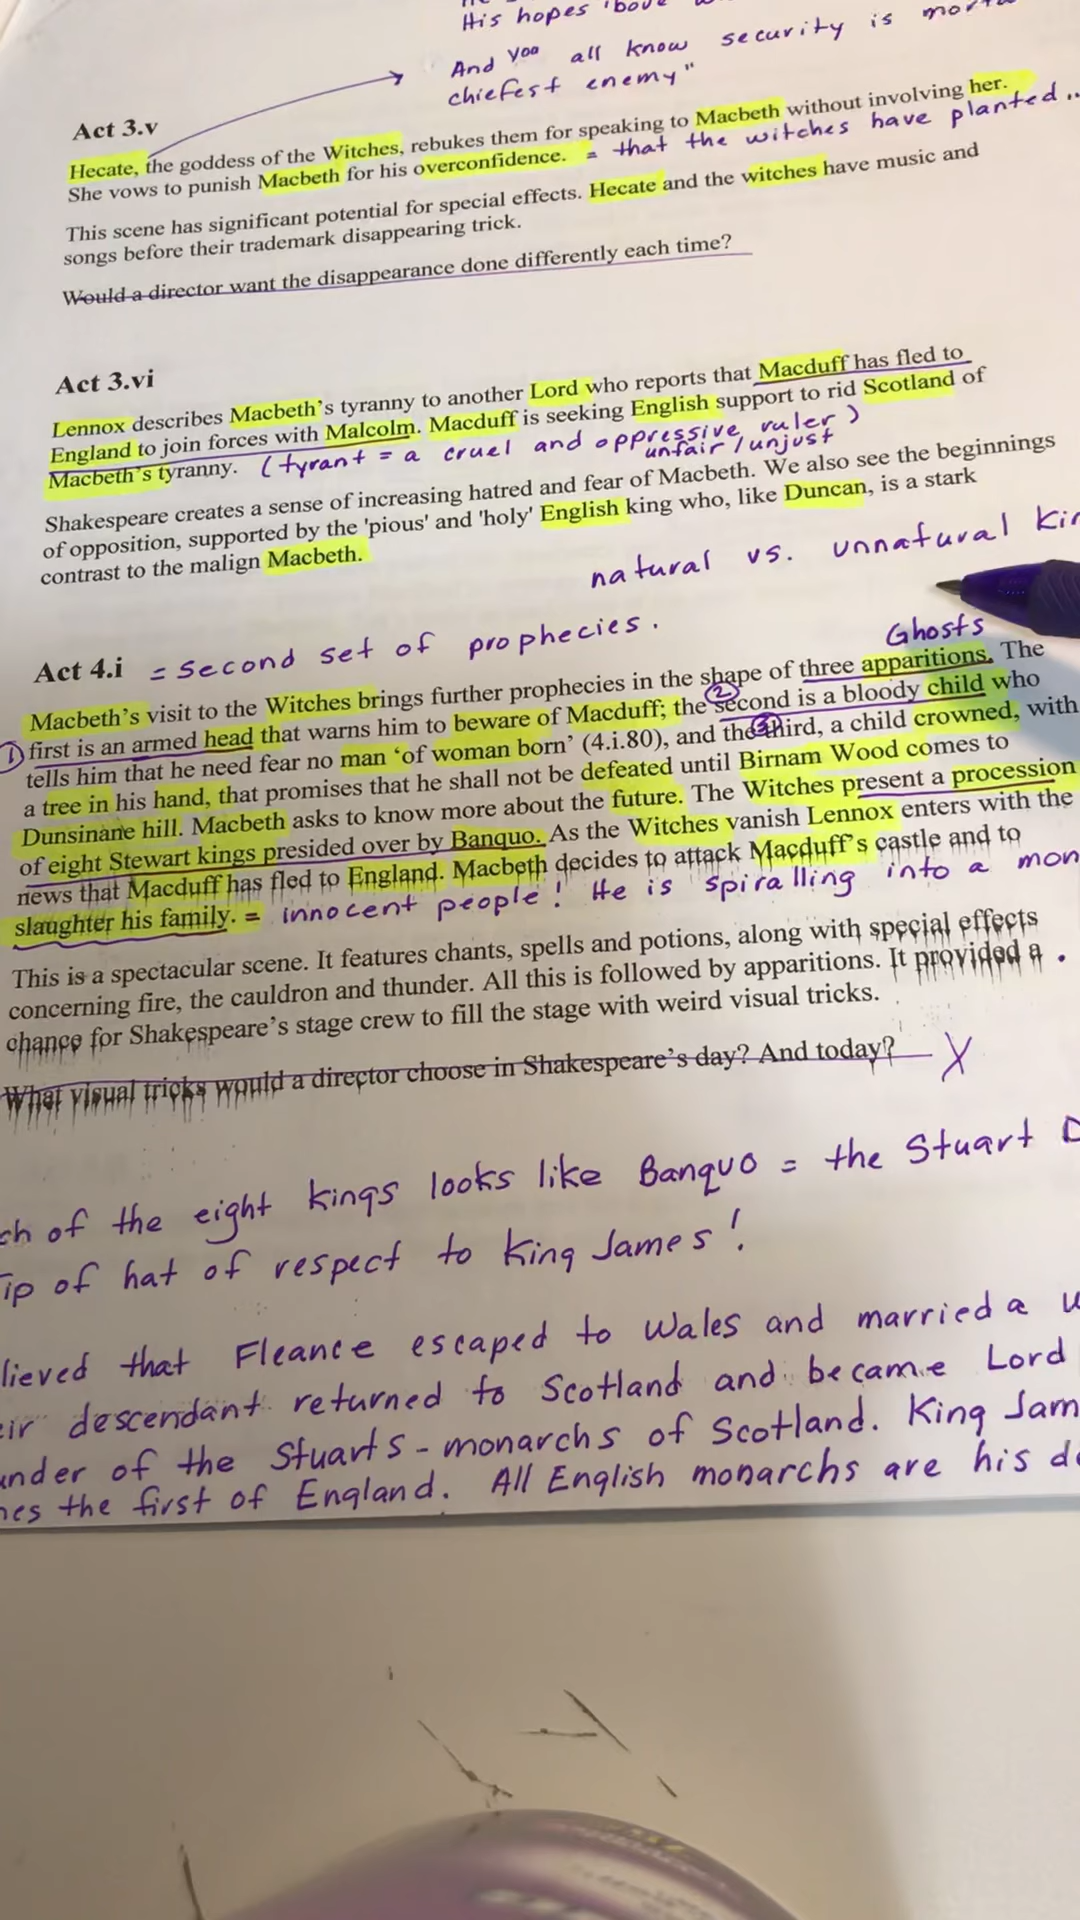 His hopes 'bove
And you all know security is
chiefest enemy"
Act 3.v
Hecate, the goddess of the Witches, rebukes them for speaking to Macbeth without involving her.
She vows to punish Macbeth for his overconfidence. = that the witches have planted..
This scene has significant potential for special effects. Hecate and the witches have music and
songs before their trademark disappearing trick.
Would a director want the disappearance done differently each time?
Act 3.vi
Lennox describes Macbeth's tyranny to another Lord who reports that Macduff has fled to
England to join forces with Malcolm. Macduff is seeking English support to rid Scotland of
Macbeth's tyranny. (tyrant = a cruel and oppressive ruler)
unfair / unjust
Shakespeare creates a sense of increasing hatred and fear of Macbeth. We also see the beginnings
of opposition, supported by the 'pious' and 'holy' English king who, like Duncan, is a stark
contrast to the malign Macbeth.
natural vs. unnatural
Ghosts
Act 4.i = second set of prophecies.
Macbeth's visit to the Witches brings further prophecies in the shape of three apparitions. The
① first is an armed head that warns him to beware of Macduff; the ② second is a bloody child who
tells him that he need fear no man 'of woman born' (4.i.80), and the ③ third, a child crowned, with
a tree in his hand, that promises that he shall not be defeated until Birnam Wood comes to
Dunsinane hill. Macbeth asks to know more about the future. The Witches present a procession
of eight Stewart kings presided over by Banquo. As the Witches vanish Lennox enters with the
news that Macduff has fled to England. Macbeth decides to attack Macduff's castle and to
slaughter his family. = innocent people! He is spiralling into a
This is a spectacular scene. It features chants, spells and potions, along with special effects
concerning fire, the cauldron and thunder. All this is followed by apparitions. It provided a
chance for Shakespeare's stage crew to fill the stage with weird visual tricks.
What visual tricks would a director choose in Shakespeare's day? And today? X
of the eight kings looks like Banquo = the Stuart
of hat of respect to King James!
that Fleance escaped to Wales and married a
descendant returned to Scotland and became Lord
of the Stuarts - monarchs of Scotland. King
the first of England. All English monarchs are his